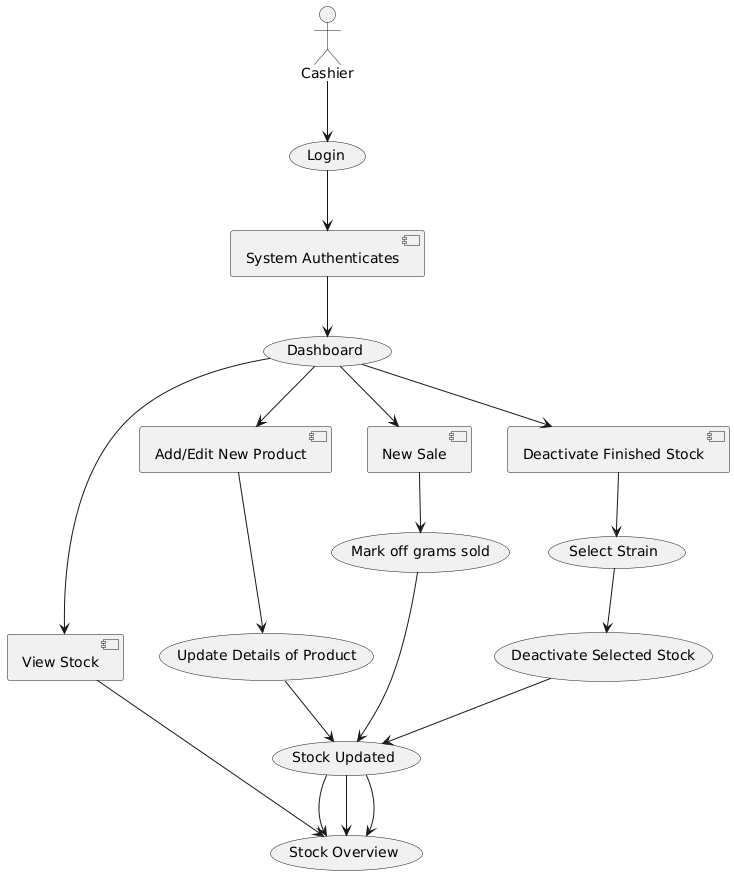 Cashier
Login
System Authenticates
Dashboard
Add/Edit New Product
New Sale
Deactivate Finished Stock
Mark off grams sold
Select Strain
View Stock
Update Details of Product
Deactivate Selected Stock
Stock Updated
Stock Overview